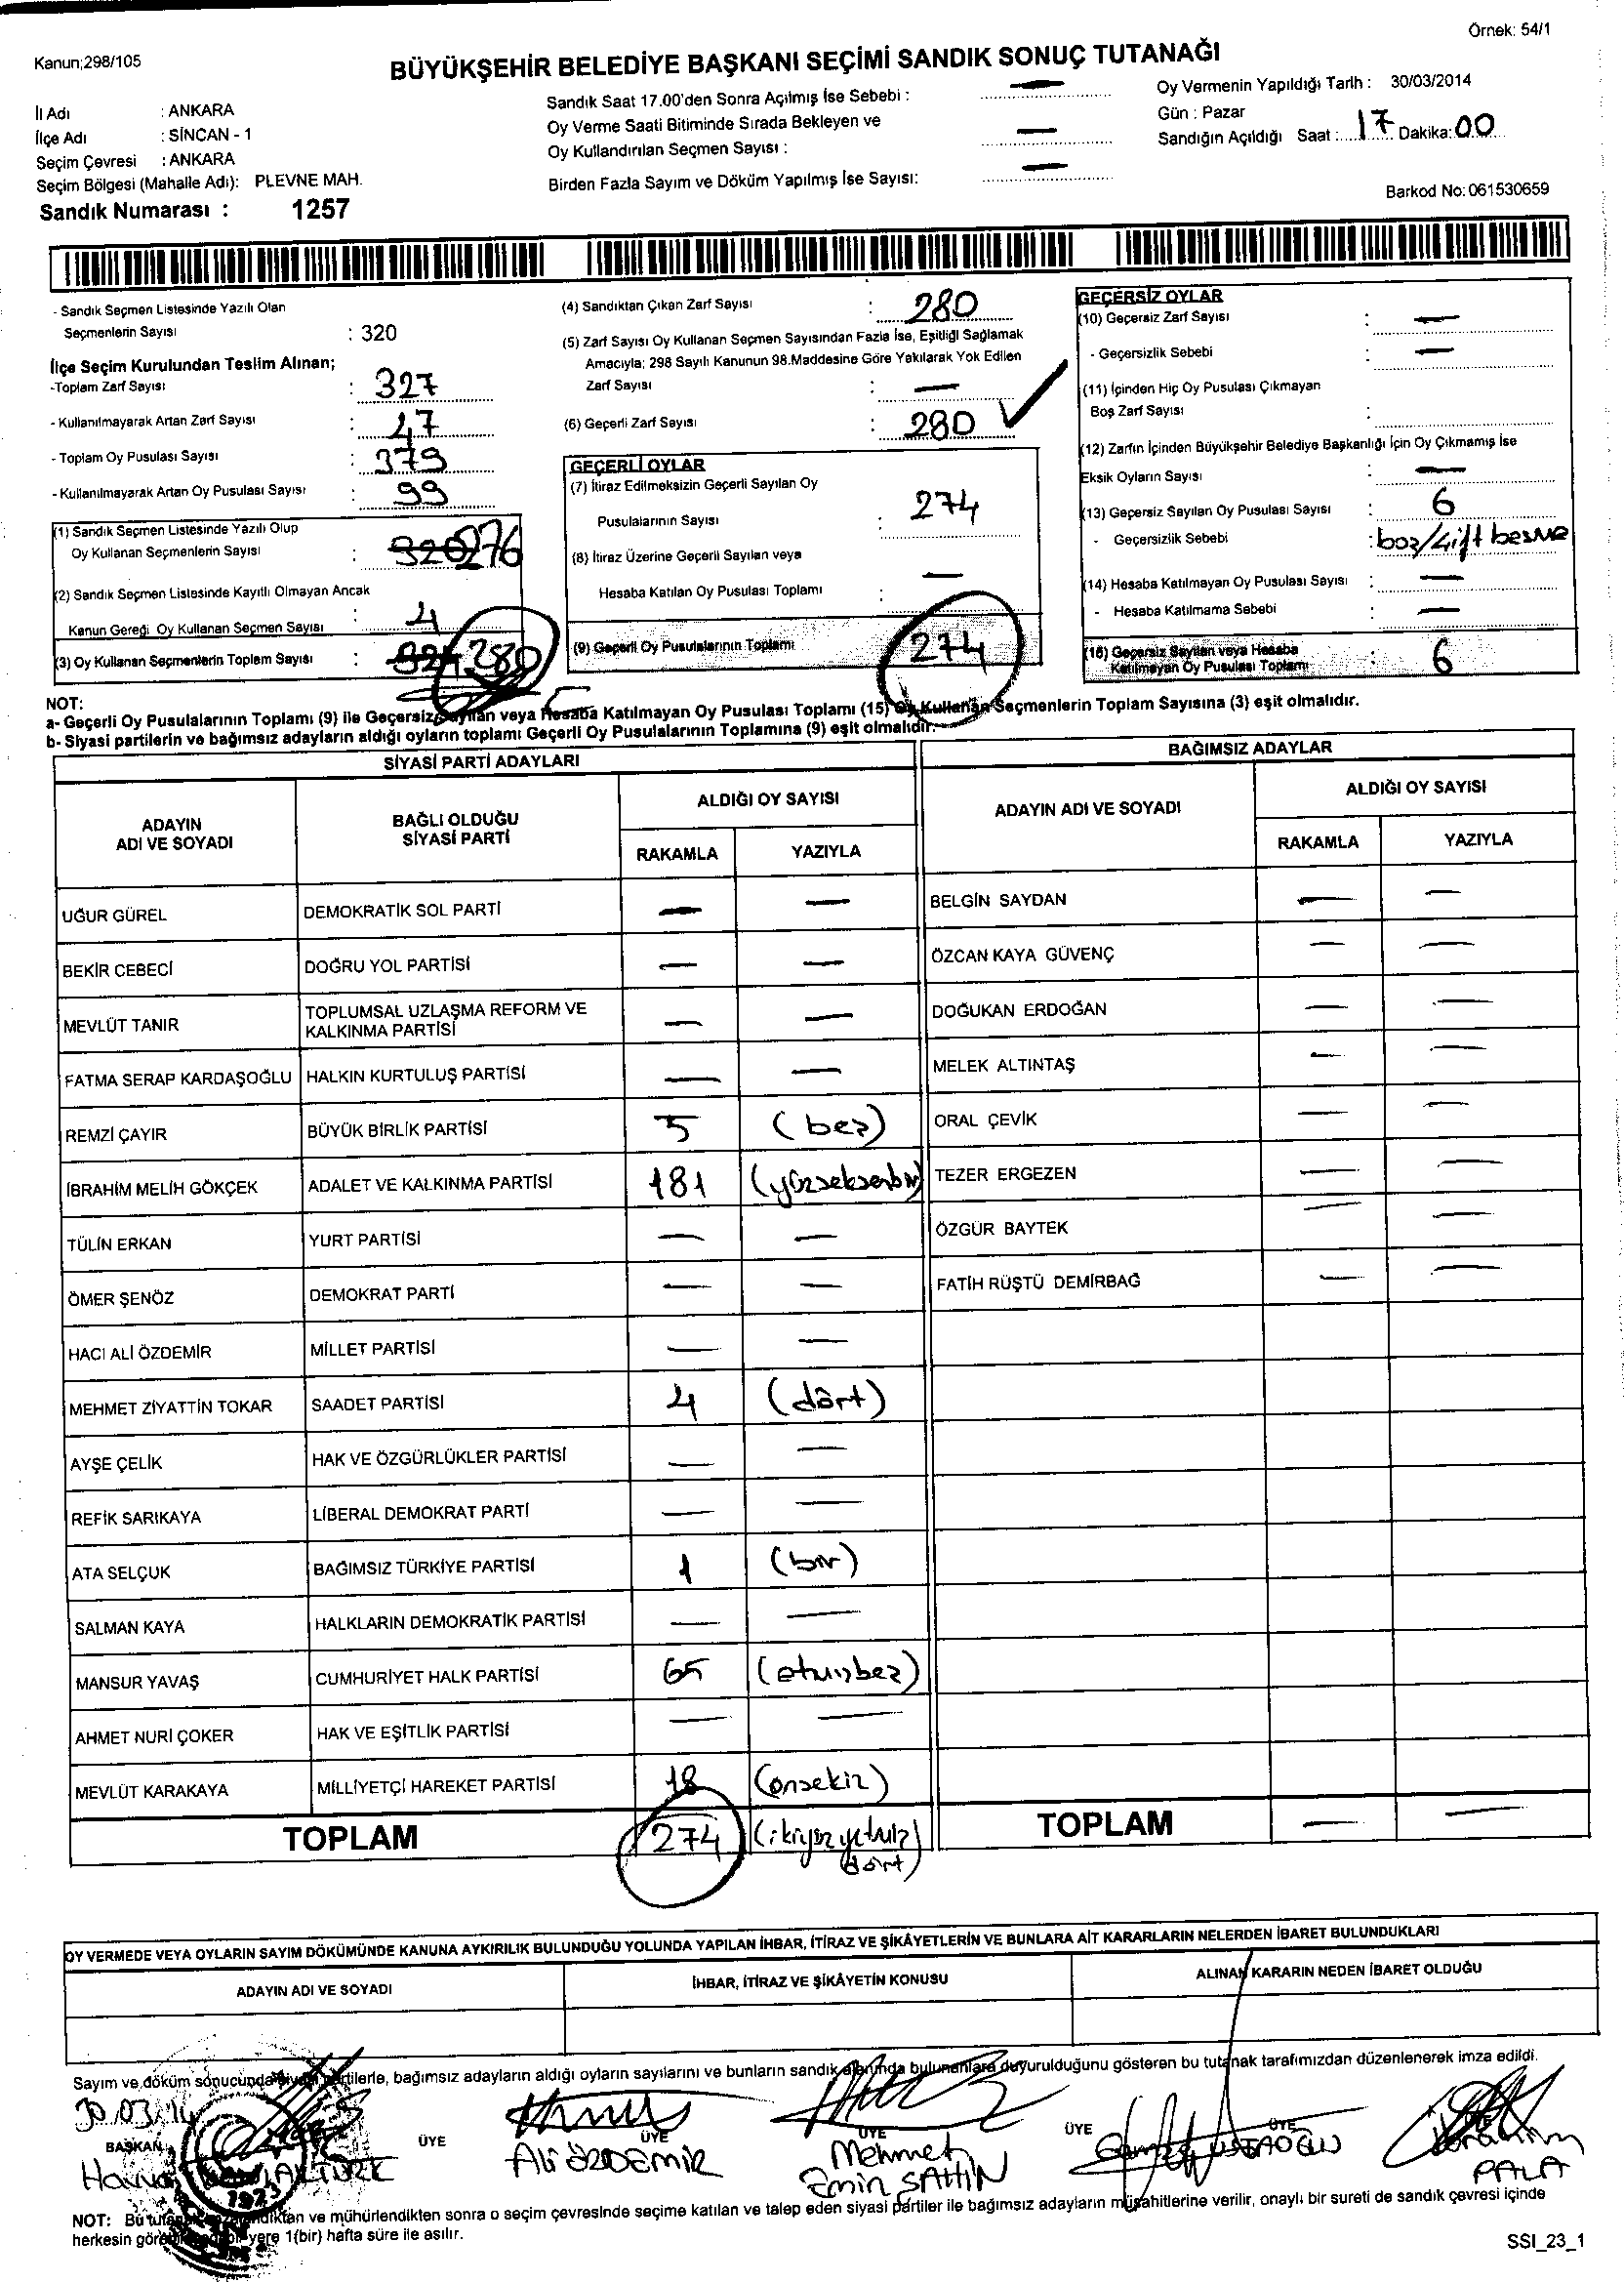 Örnek: 54/1
Kanun;298/105
BÜYÜKŞEHİR BELEDİYE BAŞKANI SEÇİMİ SANDIK SONUÇ TUTANAĞI
İl Adı : ANKARA
İlçe Adı : SİNCAN - 1
Seçim Çevresi : ANKARA
Seçim Bölgesi (Mahalle Adı): PLEVNE MAH.
Sandık Numarası : 1257
Sandık Saat 17.00'den Sonra Açılmış İse Sebebi : —
Oy Verme Saati Bitiminde Sırada Bekleyen ve
Oy Kullandırılan Seçmen Sayısı : —
Birden Fazla Sayım ve Döküm Yapılmış İse Sayısı: —
Oy Vermenin Yapıldığı Tarih : 30/03/2014
Gün : Pazar
Sandığın Açıldığı Saat : 17 Dakika: 00
Barkod No: 061530659
- Sandık Seçmen Listesinde Yazılı Olan
Seçmenlerin Sayısı : 320
İlçe Seçim Kurulundan Teslim Alınan;
-Toplam Zarf Sayısı : 327
- Kullanılmayarak Artan Zarf Sayısı : 47
- Toplam Oy Pusulası Sayısı : 379
- Kullanılmayarak Artan Oy Pusulası Sayısı : 99
(1) Sandık Seçmen Listesinde Yazılı Olup
Oy Kullanan Seçmenlerin Sayısı : 320 276
(2) Sandık Seçmen Listesinde Kayıtlı Olmayan Ancak
Kanun Gereği Oy Kullanan Seçmen Sayısı : 4
(3) Oy Kullanan Seçmenlerin Toplam Sayısı : 324 280
(4) Sandıktan Çıkan Zarf Sayısı : 280
(5) Zarf Sayısı Oy Kullanan Seçmen Sayısından Fazla İse, Eşitliği Sağlamak
Amacıyla; 298 Sayılı Kanunun 98.Maddesine Göre Yakılarak Yok Edilen
Zarf Sayısı : —
(6) Geçerli Zarf Sayısı : 280
GEÇERLİ OYLAR
(7) İtiraz Edilmeksizin Geçerli Sayılan Oy
Pusulalarının Sayısı : 274
(8) İtiraz Üzerine Geçerli Sayılan veya
Hesaba Katılan Oy Pusulası Toplamı : —
(9) Geçerli Oy Pusulalarının Toplamı 274
GEÇERSİZ OYLAR
(10) Geçersiz Zarf Sayısı : —
- Geçersizlik Sebebi —
(11) İçinden Hiç Oy Pusulası Çıkmayan
Boş Zarf Sayısı :
(12) Zarfın İçinden Büyükşehir Belediye Başkanlığı İçin Oy Çıkmamış İse
Eksik Oyların Sayısı —
(13) Geçersiz Sayılan Oy Pusulası Sayısı : 6
- Geçersizlik Sebebi : boş/çift basma
(14) Hesaba Katılmayan Oy Pusulası Sayısı : —
- Hesaba Katılmama Sebebi : —
(15) Geçersiz Sayılan veya Hesaba
Katılmayan Oy Pusulası Toplamı : 6
NOT:
a- Geçerli Oy Pusulalarının Toplamı (9) ile Geçersiz Sayılan veya Hesaba Katılmayan Oy Pusulası Toplamı (15) Oy Kullanan Seçmenlerin Toplam Sayısına (3) eşit olmalıdır.
b- Siyasi partilerin ve bağımsız adayların aldığı oyların toplamı Geçerli Oy Pusulalarının Toplamına (9) eşit olmalıdır.
SİYASİ PARTİ ADAYLARI
ADAYIN ADI VE SOYADI BAĞLI OLDUĞU SİYASİ PARTİ ALDIĞI OY SAYISI RAKAMLA YAZIYLA
UĞUR GÜREL DEMOKRATİK SOL PARTİ — —
BEKİR CEBECİ DOĞRU YOL PARTİSİ — —
MEVLÜT TANIR TOPLUMSAL UZLAŞMA REFORM VE KALKINMA PARTİSİ — —
FATMA SERAP KARDAŞOĞLU HALKIN KURTULUŞ PARTİSİ — —
REMZİ ÇAYIR BÜYÜK BİRLİK PARTİSİ 5 (beş)
İBRAHİM MELİH GÖKÇEK ADALET VE KALKINMA PARTİSİ 181 (yüzseksenbir)
TÜLİN ERKAN YURT PARTİSİ — —
ÖMER ŞENÖZ DEMOKRAT PARTİ — —
HACI ALİ ÖZDEMİR MİLLET PARTİSİ — —
MEHMET ZİYATTİN TOKAR SAADET PARTİSİ 4 (dört)
AYŞE ÇELİK HAK VE ÖZGÜRLÜKLER PARTİSİ — —
REFİK SARIKAYA LİBERAL DEMOKRAT PARTİ — —
ATA SELÇUK BAĞIMSIZ TÜRKİYE PARTİSİ 1 (bir)
SALMAN KAYA HALKLARIN DEMOKRATİK PARTİSİ — —
MANSUR YAVAŞ CUMHURİYET HALK PARTİSİ 65 (atmışbeş)
AHMET NURİ ÇOKER HAK VE EŞİTLİK PARTİSİ — —
MEVLÜT KARAKAYA MİLLİYETÇİ HAREKET PARTİSİ 18 (onsekiz)
TOPLAM 274 (ikiyüzyetmiş dört)
BAĞIMSIZ ADAYLAR
ADAYIN ADI VE SOYADI ALDIĞI OY SAYISI RAKAMLA YAZIYLA
BELGİN SAYDAN — —
ÖZCAN KAYA GÜVENÇ — —
DOĞUKAN ERDOĞAN — —
MELEK ALTINTAŞ — —
ORAL ÇEVİK — —
TEZER ERGEZEN — —
ÖZGÜR BAYTEK — —
FATİH RÜŞTÜ DEMİRBAĞ — —
TOPLAM — —
OY VERMEDE VEYA OYLARIN SAYIM DÖKÜMÜNDE KANUNA AYKIRILIK BULUNDUĞU YOLUNDA YAPILAN İHBAR, İTİRAZ VE ŞİKÂYETLERİN VE BUNLARA AİT KARARLARIN NELERDEN İBARET BULUNDUKLARI
ADAYIN ADI VE SOYADI İHBAR, İTİRAZ VE ŞİKÂYETİN KONUSU ALINAN KARARIN NEDEN İBARET OLDUĞU
Sayım ve döküm sonucunda siyasi partilerle, bağımsız adayların aldığı oyların sayılarını ve bunların sandık alanında bulunanlara duyurulduğunu gösteren bu tutanak tarafımızdan düzenlenerek imza edildi.
30.03.14
BAŞKAN ÜYE ÜYE ÜYE ÜYE ÜYE ÜYE
Ali ÖZDEMİR
Mehmet
Emin ŞAHİN
USTAOĞLU
İbrahim
PALA
1923
NOT: Bu tutanak ve mühürlendikten sonra o seçim çevresinde seçime katılan ve talep eden siyasi partiler ile bağımsız adayların müşahitlerine verilir, onaylı bir sureti de sandık çevresi içinde
herkesin yere 1(bir) hafta süre ile asılır.
SSI_23_1